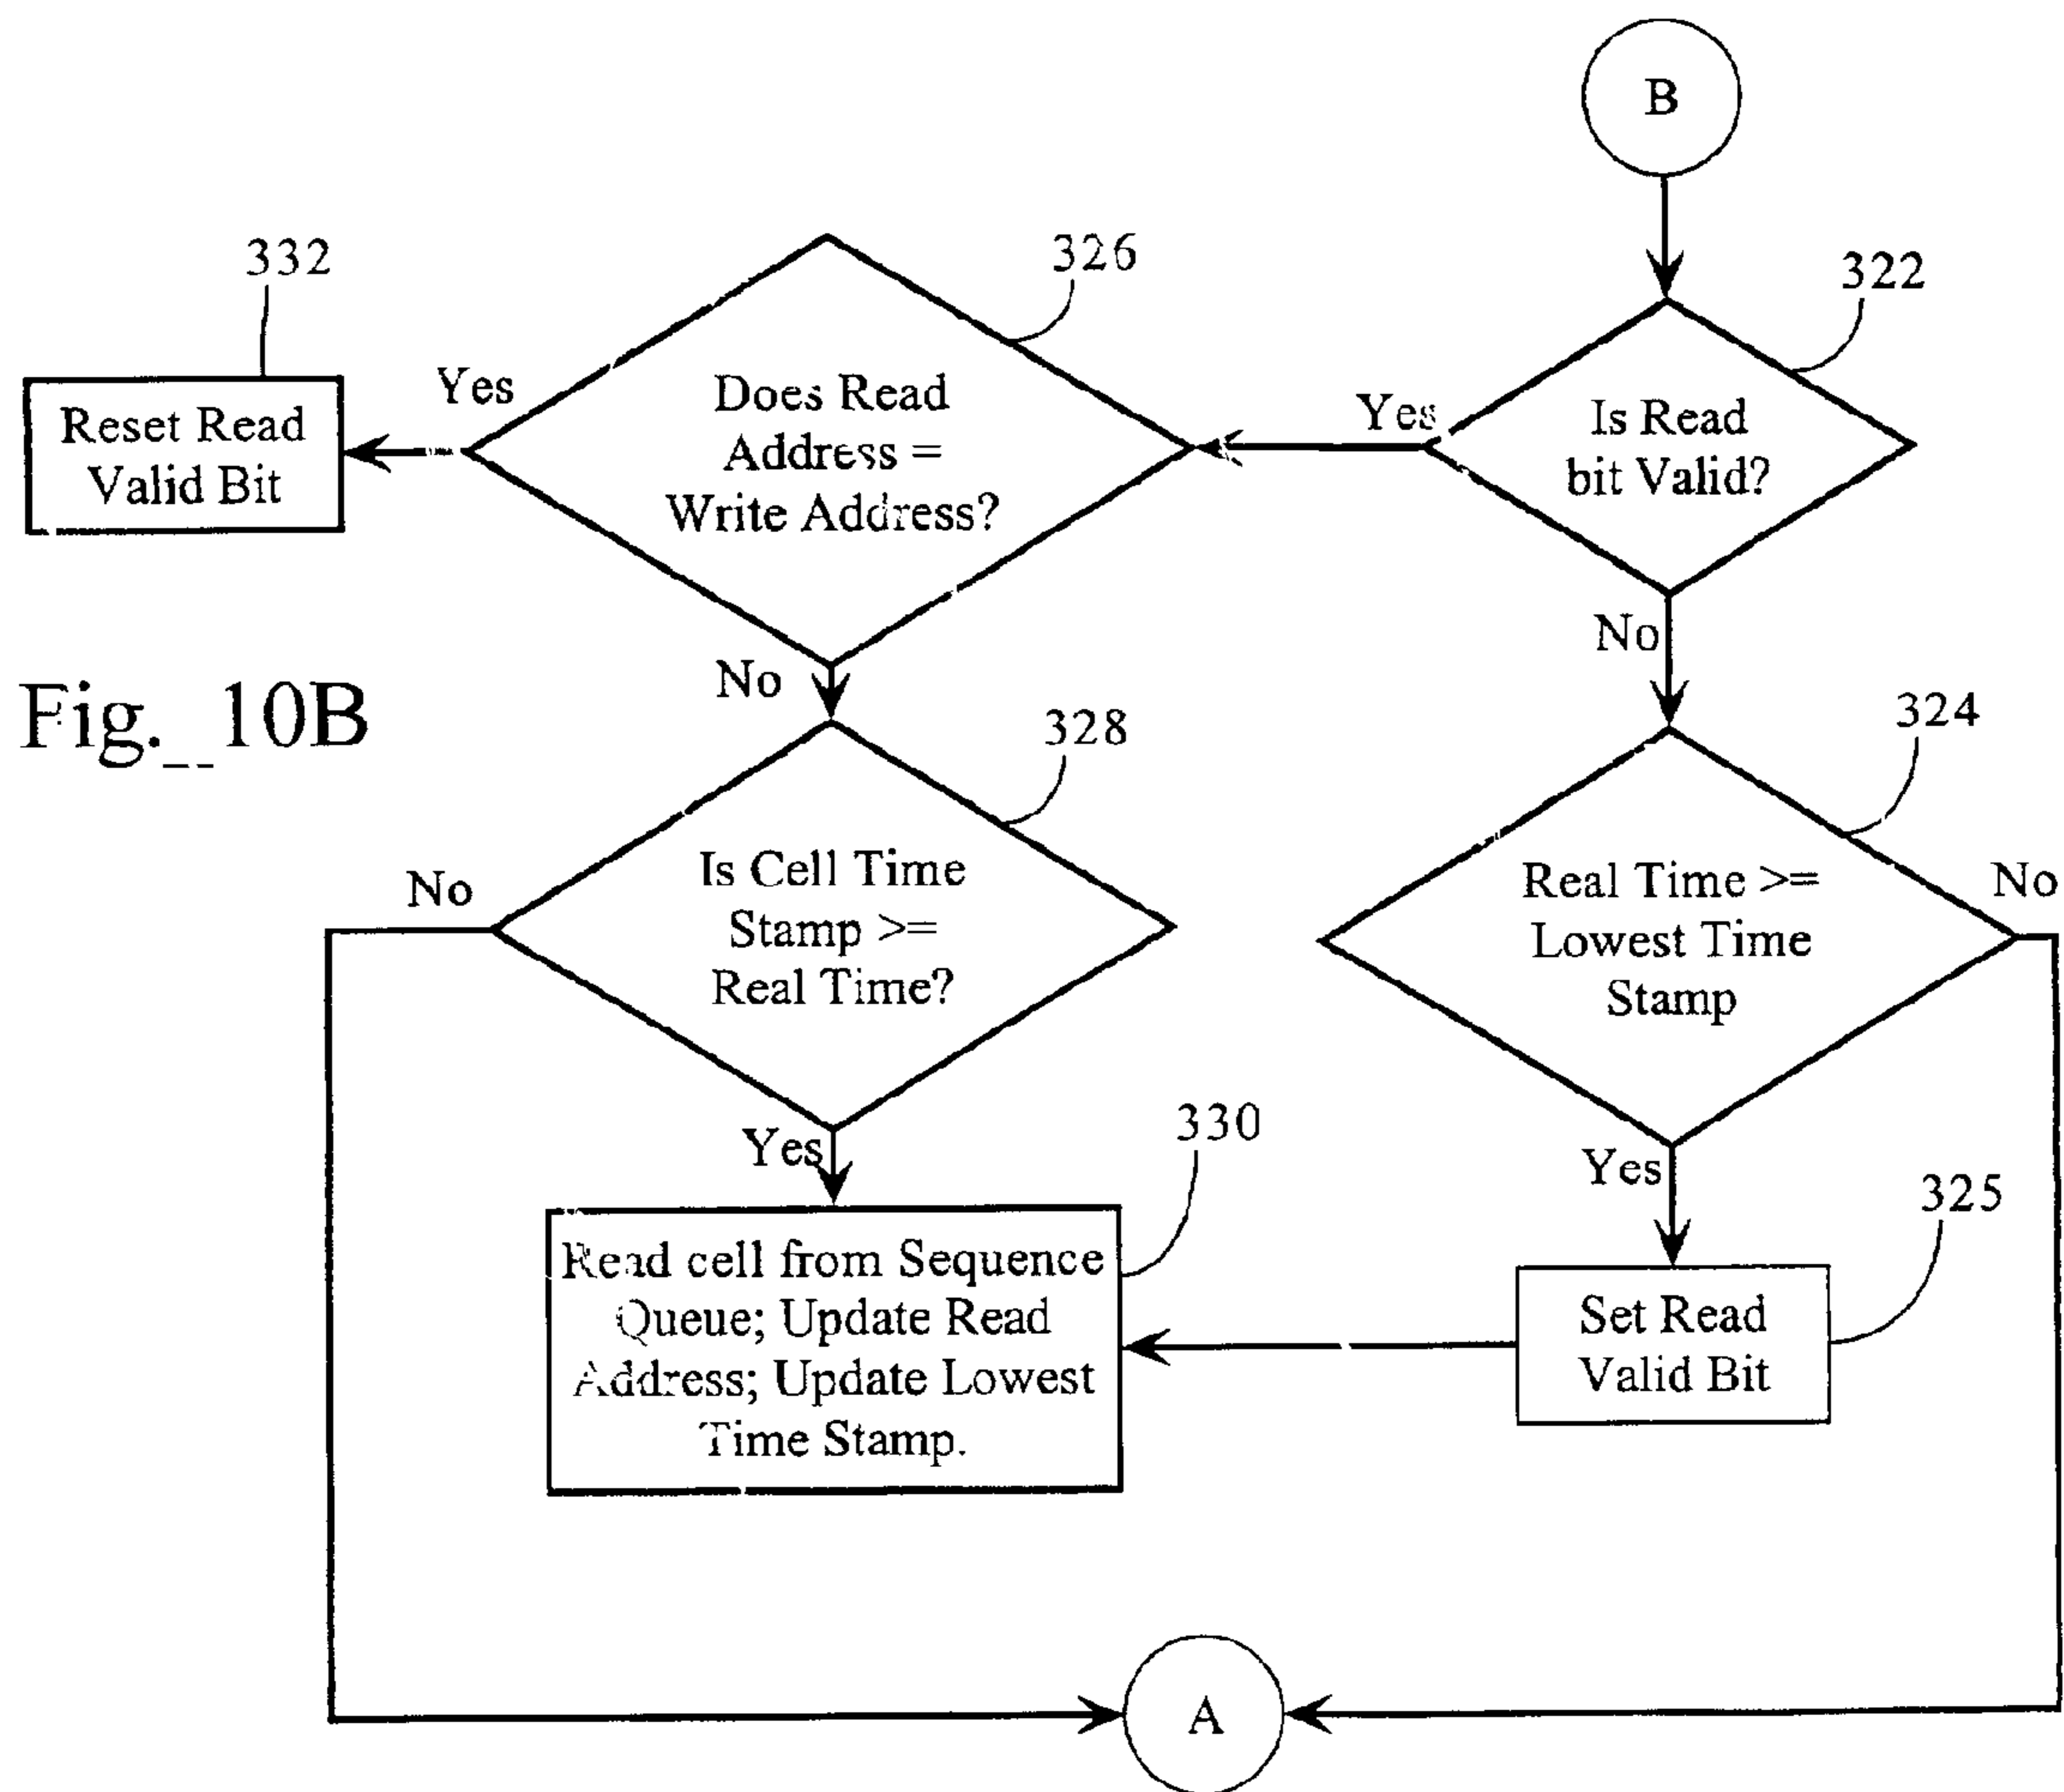 B
322
Is Read
bit Valid?
Yes
No
326
Does Read
Address =
Write Address?
Yes
No
332
Reset Read
Valid Bit
Fig._10B
328
Is Cell Time
Stamp >=
Real Time?
No
Yes
324
Real Time >=
Lowest Time
Stamp
No
Yes
330
Read cell from Sequence
Queue; Update Read
Address; Update Lowest
Time Stamp.
325
Set Read
Valid Bit
A